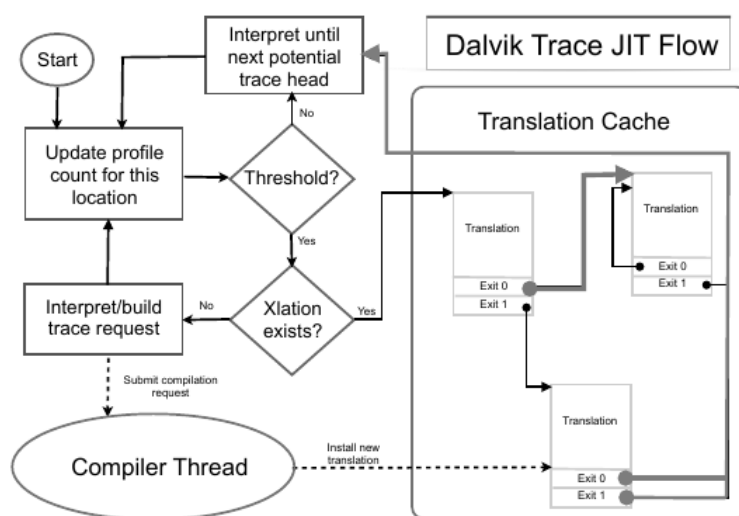 Dalvik Trace JIT Flow
Start
Interpret until
next potential
trace head
Update profile
count for this
location
No
Threshold?
Yes
Xlation
exists?
No
Yes
Interpret/build
trace request
Submit compilation
request
Compiler Thread
Install new
translation
Translation Cache
Translation
Exit 0
Exit 1
Translation
Exit 0
Exit 1
Translation
Exit 0
Exit 1